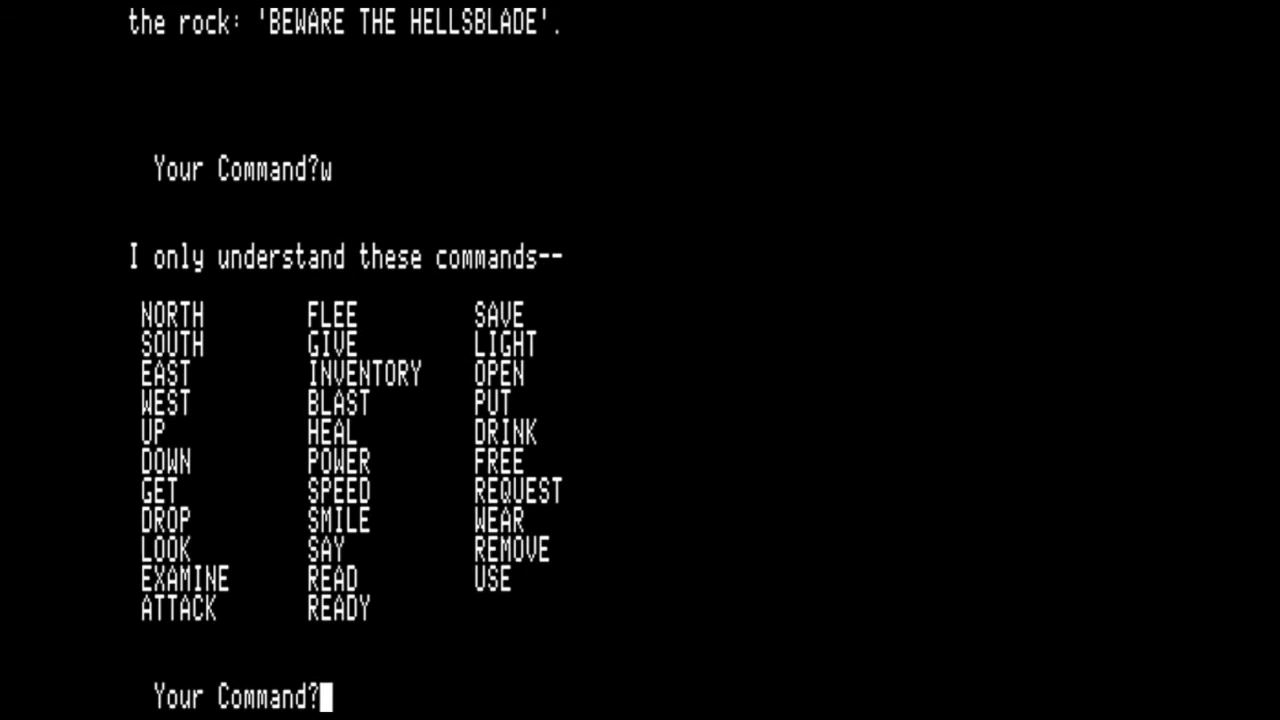 the rock: 'BEWARE THE HELLSBLADE'.
Your Command?w
I only understand these commands--
NORTH FLEE SAVE
SOUTH GIVE LIGHT
EAST INVENTORY OPEN
WEST BLAST PUT
UP HEAL DRINK
DOWN POWER FREE
GET SPEED REQUEST
DROP SMILE WEAR
LOOK SAY REMOVE
EXAMINE READ USE
ATTACK READY
Your Command?